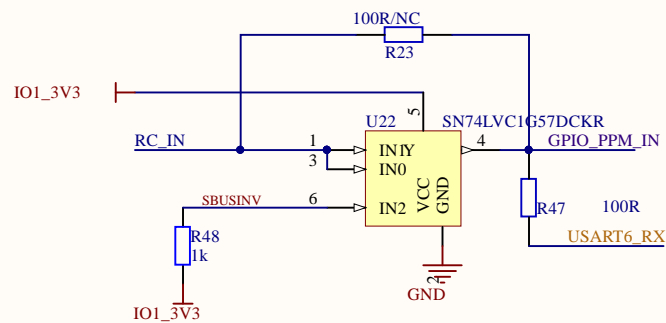 100R/NC
R23
IO1_3V3
5
U22
SN74LVC1G57DCKR
RC_IN
1
IN1
Y
4
GPIO_PPM_IN
3
IN0
SBUSINV
6
IN2
VCC
GND
R47
100R
R48
1k
USART6_RX
2
GND
IO1_3V3